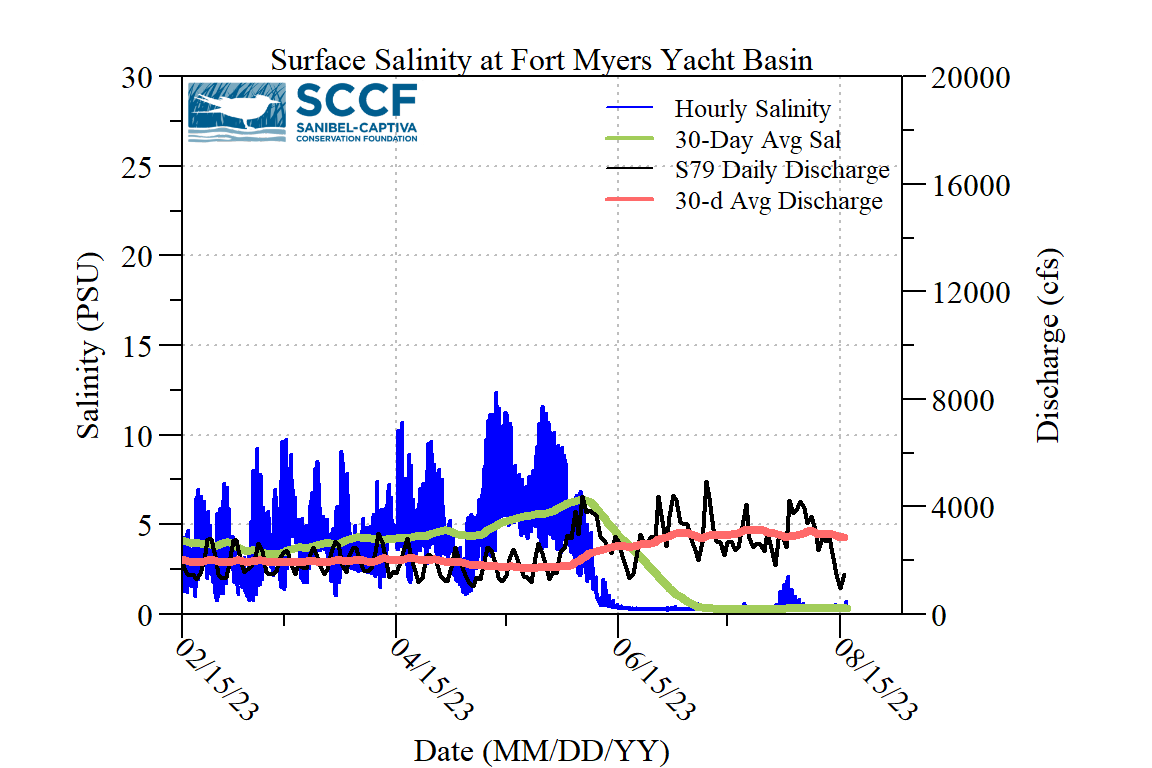 Surface Salinity at Fort Myers Yacht Basin
SCCF
SANIBEL-CAPTIVA
CONSERVATION FOUNDATION
Hourly Salinity
30-Day Avg Sal
S79 Daily Discharge
30-d Avg Discharge
30
25
20
15
10
5
0
Salinity (PSU)
20000
16000
12000
8000
4000
0
Discharge (cfs)
02/15/23
04/15/23
06/15/23
08/15/23
Date (MM/DD/YY)